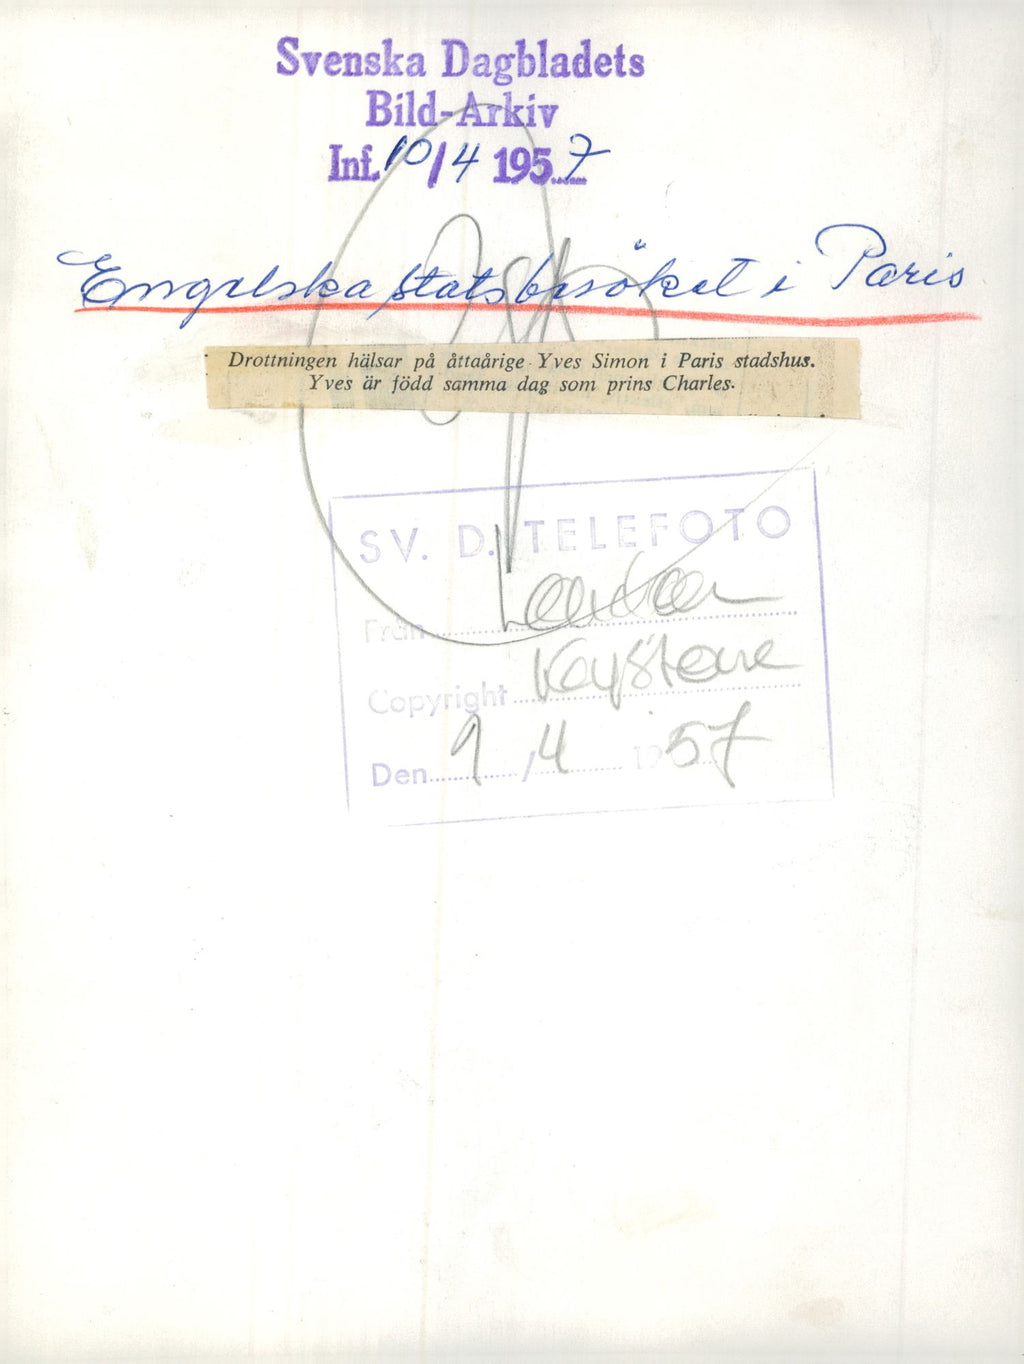 Svenska Dagbladets
Bild-Arkiv
Inf. 10/4 1957
Engelska statsbesöket i Paris
Drottningen hälsar på åttaårige Yves Simon i Paris stadshus.
Yves är född samma dag som prins Charles.
SV. D. TELEFOTO
Från London
Copyright Keystone
Den 9/4 1957